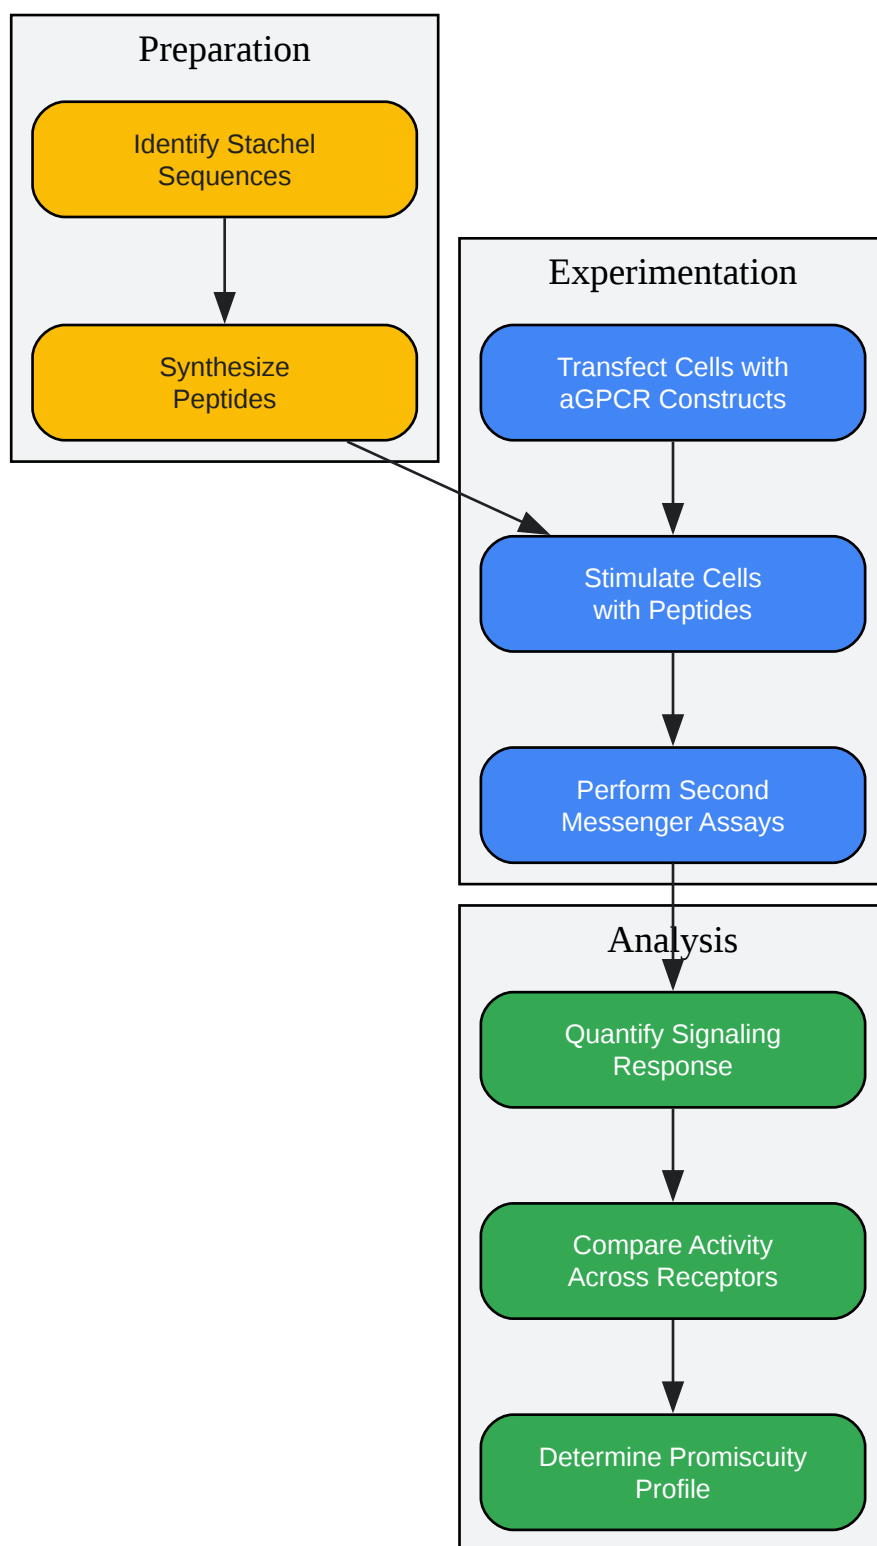 Preparation
Identify Stachel
Sequences
Synthesize
Peptides
Experimentation
Transfect Cells with
aGPCR Constructs
Stimulate Cells
with Peptides
Perform Second
Messenger Assays
Analysis
Quantify Signaling
Response
Compare Activity
Across Receptors
Determine Promiscuity
Profile